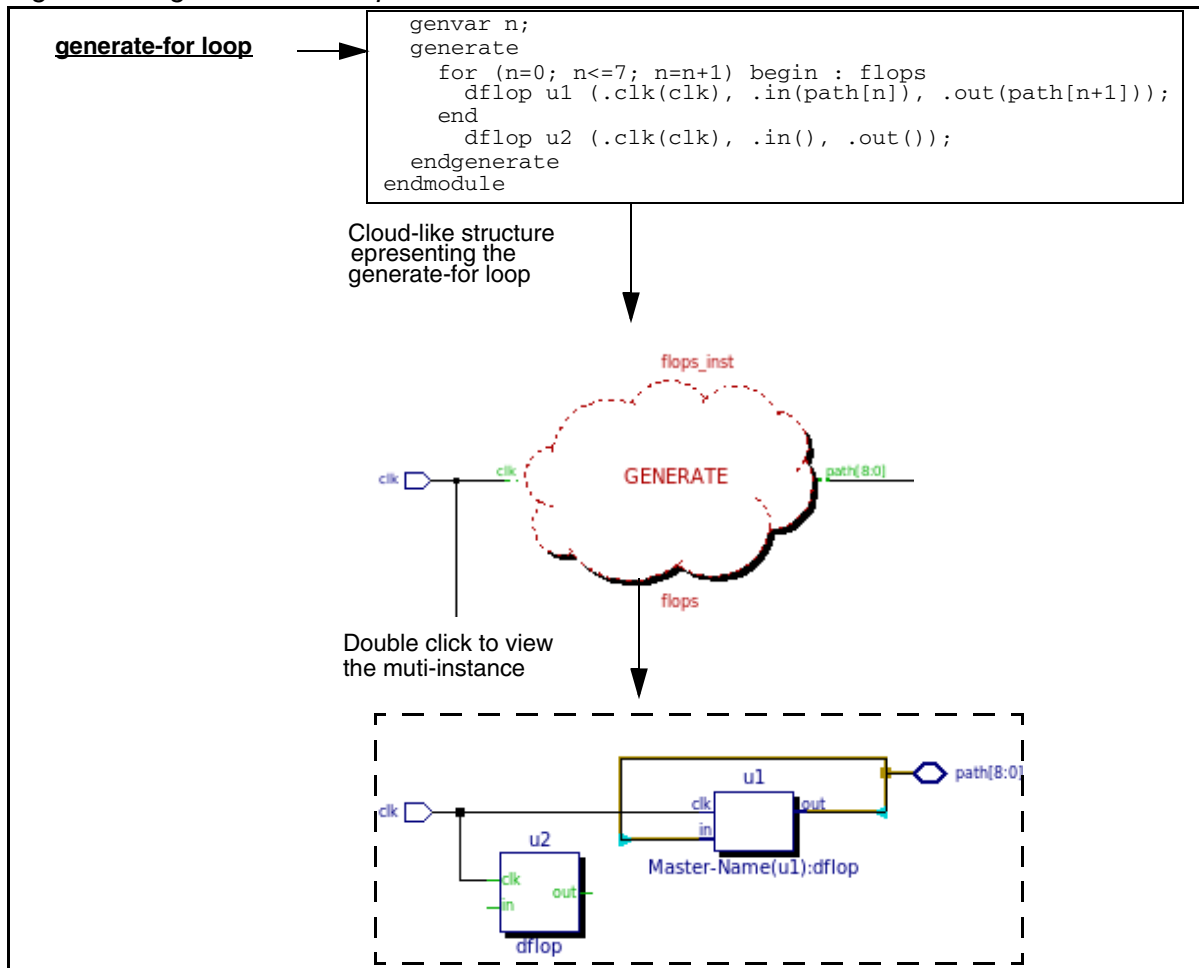 generate-for loop
genvar n;
generate
for (n=0; n<=7; n=n+1) begin : flops
dflop u1 (.clk(clk), .in(path[n]), .out(path[n+1]));
end
dflop u2 (.clk(clk), .in(), .out());
endgenerate
endmodule
Cloud-like structure
epresenting the
generate-for loop
flops_inst
clk
clk
GENERATE
path[8:0]
flops
Double click to view
the muti-instance
u1
path[8:0]
clk
clk
out
in
u2
Master-Name(u1):dflop
clk
out
in
dflop